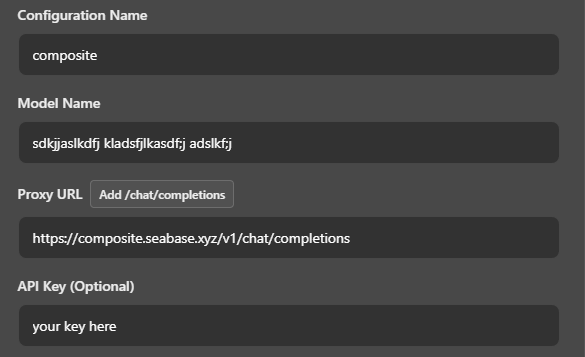 Configuration Name
composite
Model Name
sdkjjaslkdfj kladsfjlkasdf;j adslkf;j
Proxy URL Add /chat/completions
https://composite.seabase.xyz/v1/chat/completions
API Key (Optional)
your key here